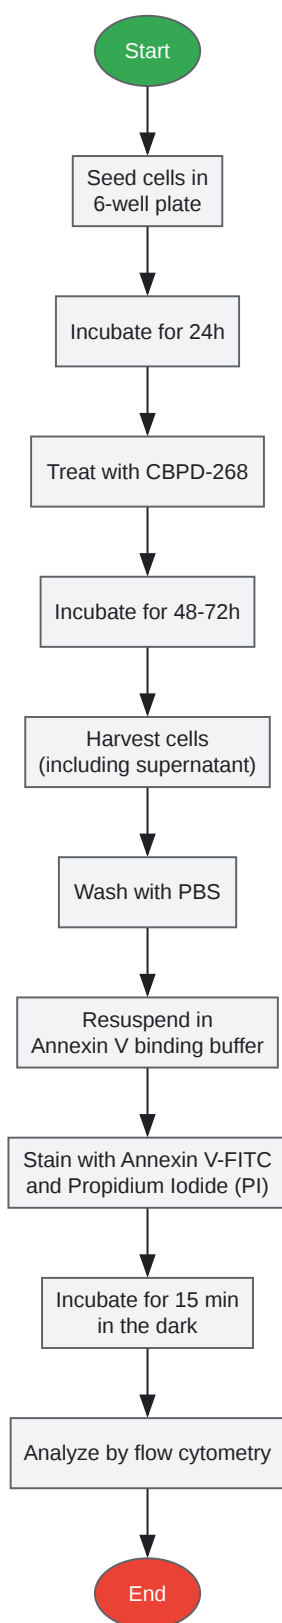 Start
Seed cells in
6-well plate
Incubate for 24h
Treat with CBPD-268
Incubate for 48-72h
Harvest cells
(including supernatant)
Wash with PBS
Resuspend in
Annexin V binding buffer
Stain with Annexin V-FITC
and Propidium Iodide (PI)
Incubate for 15 min
in the dark
Analyze by flow cytometry
End